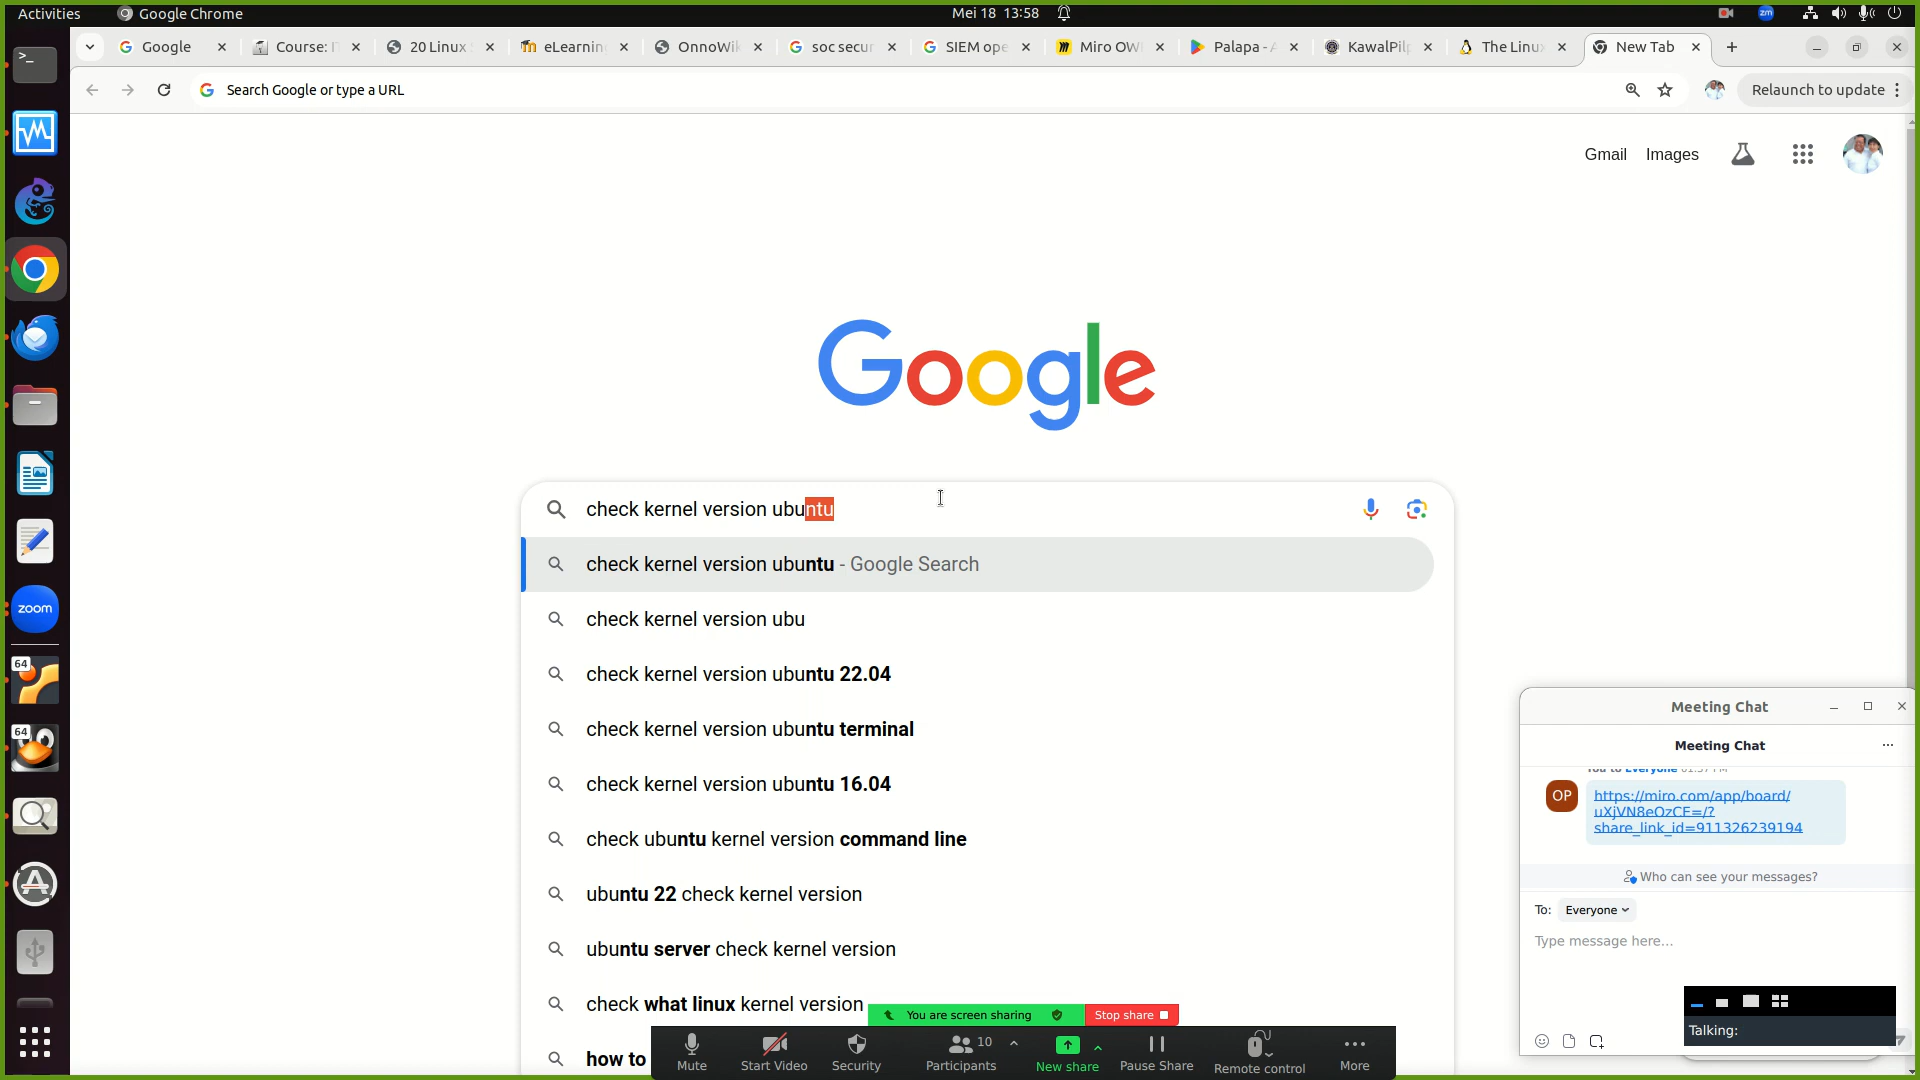 Activities
Google Chrome
Mei 18 13:58
zm
Google
Course: I
20 Linux
eLearnin
OnnoWik
soc secur
SIEM ope
Miro OW
Palapa - A
KawalPil
The Linux
New Tab
Search Google or type a URL
Relaunch to update
Gmail
Images
Google
check kernel version ubuntu
check kernel version ubuntu - Google Search
check kernel version ubu
check kernel version ubuntu 22.04
check kernel version ubuntu terminal
check kernel version ubuntu 16.04
check ubuntu kernel version command line
ubuntu 22 check kernel version
ubuntu server check kernel version
check what linux kernel version
how to
zoom
64
64
Meeting Chat
Meeting Chat
OP
https://miro.com/app/board/
uXjVN8eOzCE=/?
share_link_id=911326239194
Who can see your messages?
To: Everyone
Type message here...
Talking:
You are screen sharing
Stop share
Mute
Start Video
Security
Participants
10
New share
Pause Share
Remote control
More